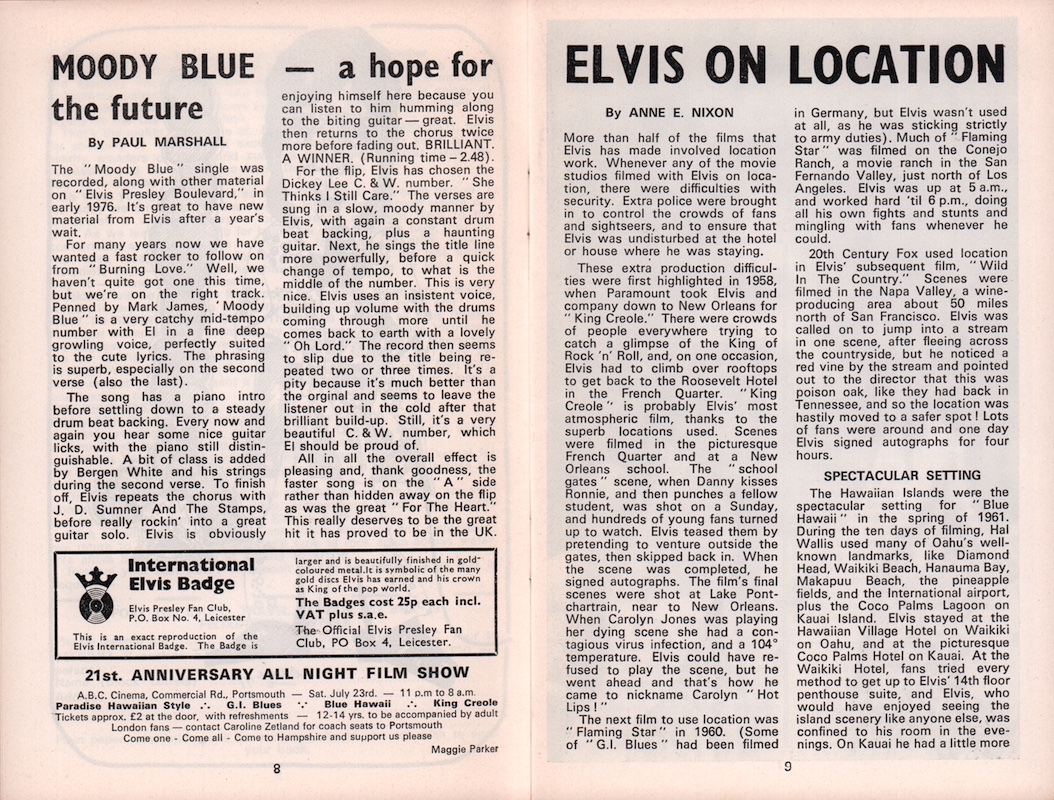 MOODY BLUE — a hope for
the future
By PAUL MARSHALL
The "Moody Blue" single was
recorded, along with other material
on "Elvis Presley Boulevard," in
early 1976. It's great to have new
material from Elvis after a year's
wait.
For many years now we have
wanted a fast rocker to follow on
from "Burning Love." Well, we
haven't quite got one this time,
but we're on the right track.
Penned by Mark James, 'Moody
Blue" is a very catchy mid-tempo
number with El in a fine deep
growling voice, perfectly suited
to the cute lyrics. The phrasing
is superb, especially on the second
verse (also the last).
The song has a piano intro
before settling down to a steady
drum beat backing. Every now and
again you hear some nice guitar
licks, with the piano still distin-
guishable. A bit of class is added
by Bergen White and his strings
during the second verse. To finish
off, Elvis repeats the chorus with
J. D. Sumner And The Stamps,
before really rockin' into a great
guitar solo. Elvis is obviously
enjoying himself here because you
can listen to him humming along
to the biting guitar — great. Elvis
then returns to the chorus twice
more before fading out. BRILLIANT.
A WINNER. (Running time – 2.48).
For the flip, Elvis has chosen the
Dickey Lee C. & W. number. "She
Thinks I Still Care." The verses are
sung in a slow, moody manner by
Elvis, with again a constant drum
beat backing, plus a haunting
guitar. Next, he sings the title line
more powerfully, before a quick
change of tempo, to what is the
middle of the number. This is very
nice. Elvis uses an insistent voice,
building up volume with the drums
coming through more until he
comes back to earth with a lovely
"Oh Lord." The record then seems
to slip due to the title being re-
peated two or three times. It's a
pity because it's much better than
the orginal and seems to leave the
listener out in the cold after that
brilliant build-up. Still, it's a very
beautiful C. & W. number, which
El should be proud of.
All in all the overall effect is
pleasing and, thank goodness, the
faster song is on the "A" side
rather than hidden away on the flip
as was the great "For The Heart."
This really deserves to be the great
hit it has proved to be in the UK.
International
Elvis Badge
Elvis Presley Fan Club,
P.O. Box No. 4, Leicester
This is an exact reproduction of the
Elvis International Badge. The Badge is
larger and is beautifully finished in gold-
coloured metal.It is symbolic of the many
gold discs Elvis has earned and his crown
as King of the pop world.
The Badges cost 25p each incl.
VAT plus s.a.e.
The Official Elvis Presley Fan
Club, PO Box 4, Leicester.
21st. ANNIVERSARY ALL NIGHT FILM SHOW
A.B.C. Cinema, Commercial Rd., Portsmouth — Sat. July 23rd. — 11 p.m to 8 a.m.
Paradise Hawaiian Style .·. G.I. Blues ·.· Blue Hawaii .·. King Creole
Tickets approx. £2 at the door, with refreshments — 12-14 yrs. to be accompanied by adult
London fans — contact Caroline Zetland for coach seats to Portsmouth
Come one - Come all - Come to Hampshire and support us please
Maggie Parker
8
ELVIS ON LOCATION
By ANNE E. NIXON
More than half of the films that
Elvis has made involved location
work. Whenever any of the movie
studios filmed with Elvis on loca-
tion, there were difficulties with
security. Extra police were brought
in to control the crowds of fans
and sightseers, and to ensure that
Elvis was undisturbed at the hotel
or house where he was staying.
These extra production difficul-
ties were first highlighted in 1958,
when Paramount took Elvis and
company down to New Orleans for
"King Creole." There were crowds
of people everywhere trying to
catch a glimpse of the King of
Rock 'n' Roll, and, on one occasion,
Elvis had to climb over rooftops
to get back to the Roosevelt Hotel
in the French Quarter. "King
Creole" is probably Elvis' most
atmospheric film, thanks to the
superb locations used. Scenes
were filmed in the picturesque
French Quarter and at a New
Orleans school. The "school
gates" scene, when Danny kisses
Ronnie, and then punches a fellow
student, was shot on a Sunday,
and hundreds of young fans turned
up to watch. Elvis teased them by
pretending to venture outside the
gates, then skipped back in. When
the scene was completed, he
signed autographs. The film's final
scenes were shot at Lake Pont-
chartrain, near to New Orleans.
When Carolyn Jones was playing
her dying scene she had a con-
tagious virus infection, and a 104°
temperature. Elvis could have re-
fused to play the scene, but he
went ahead and that's how he
came to nickname Carolyn "Hot
Lips!"
The next film to use location was
"Flaming Star" in 1960. (Some
of "G.I. Blues" had been filmed
in Germany, but Elvis wasn't used
at all, as he was sticking strictly
to army duties). Much of "Flaming
Star" was filmed on the Conejo
Ranch, a movie ranch in the San
Fernando Valley, just north of Los
Angeles. Elvis was up at 5 a.m.,
and worked hard 'til 6 p.m., doing
all his own fights and stunts and
mingling with fans whenever he
could.
20th Century Fox used location
in Elvis' subsequent film, "Wild
In The Country." Scenes were
filmed in the Napa Valley, a wine-
producing area about 50 miles
north of San Francisco. Elvis was
called on to jump into a stream
in one scene, after fleeing across
the countryside, but he noticed a
red vine by the stream and pointed
out to the director that this was
poison oak, like they had back in
Tennessee, and so the location was
hastily moved to a safer spot! Lots
of fans were around and one day
Elvis signed autographs for four
hours.
SPECTACULAR SETTING
The Hawaiian Islands were the
spectacular setting for "Blue
Hawaii" in the spring of 1961.
During the ten days of filming, Hal
Wallis used many of Oahu's well-
known landmarks, like Diamond
Head, Waikiki Beach, Hanauma Bay,
Makapuu Beach, the pineapple
fields, and the International airport,
plus the Coco Palms Lagoon on
Kauai Island. Elvis stayed at the
Hawaiian Village Hotel on Waikiki
on Oahu, and at the picturesque
Coco Palms Hotel on Kauai. At the
Waikiki Hotel, fans tried every
method to get up to Elvis' 14th floor
penthouse suite, and Elvis, who
would have enjoyed seeing the
island scenery like anyone else, was
confined to his room in the eve-
nings. On Kauai he had a little more
9